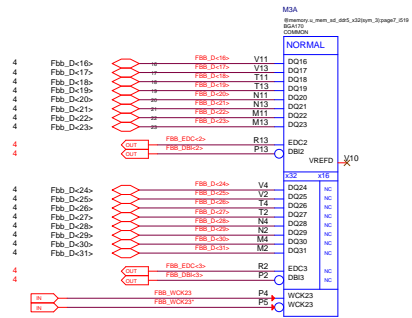 M3A
@memory.u_mem_sd_ddr5_x32(sym_3):page7_i519
BGA170
COMMON
NORMAL
4 Fbb_D<16> FBB_D<16> V11 DQ16
4 Fbb_D<17> FBB_D<17> V13 DQ17
4 Fbb_D<18> FBB_D<18> T11 DQ18
4 Fbb_D<19> FBB_D<19> T13 DQ19
4 Fbb_D<20> FBB_D<20> N11 DQ20
4 Fbb_D<21> FBB_D<21> N13 DQ21
4 Fbb_D<22> FBB_D<22> M11 DQ22
4 Fbb_D<23> FBB_D<23> M13 DQ23
4 OUT FBB_EDC<2> R13 EDC2
4 OUT FBB_DBI<2> P13 DBI2
VREFD V10
x32 x16
4 Fbb_D<24> FBB_D<24> V4 DQ24 NC
4 Fbb_D<25> FBB_D<25> V2 DQ25 NC
4 Fbb_D<26> FBB_D<26> T4 DQ26 NC
4 Fbb_D<27> FBB_D<27> T2 DQ27 NC
4 Fbb_D<28> FBB_D<28> N4 DQ28 NC
4 Fbb_D<29> FBB_D<29> N2 DQ29 NC
4 Fbb_D<30> FBB_D<30> M4 DQ30 NC
4 Fbb_D<31> FBB_D<31> M2 DQ31 NC
4 OUT FBB_EDC<3> R2 EDC3 NC
4 OUT FBB_DBI<3> P2 DBI3 NC
IN FBB_WCK23 P4 WCK23
IN FBB_WCK23* P5 WCK23